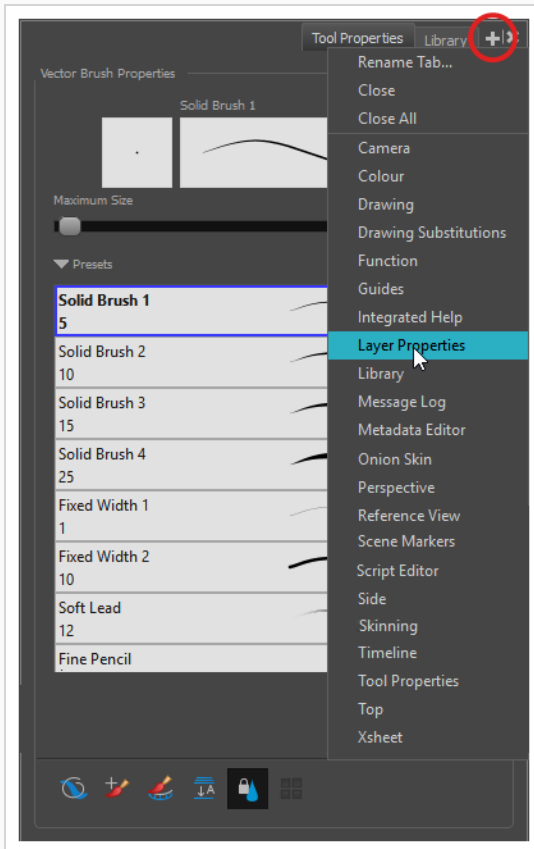 Tool Properties Library
Vector Brush Properties
Solid Brush 1
Maximum Size
Presets
Solid Brush 1
5
Solid Brush 2
10
Solid Brush 3
15
Solid Brush 4
25
Fixed Width 1
1
Fixed Width 2
10
Soft Lead
12
Fine Pencil
Rename Tab...
Close
Close All
Camera
Colour
Drawing
Drawing Substitutions
Function
Guides
Integrated Help
Layer Properties
Library
Message Log
Metadata Editor
Onion Skin
Perspective
Reference View
Scene Markers
Script Editor
Side
Skinning
Timeline
Tool Properties
Top
Xsheet
A